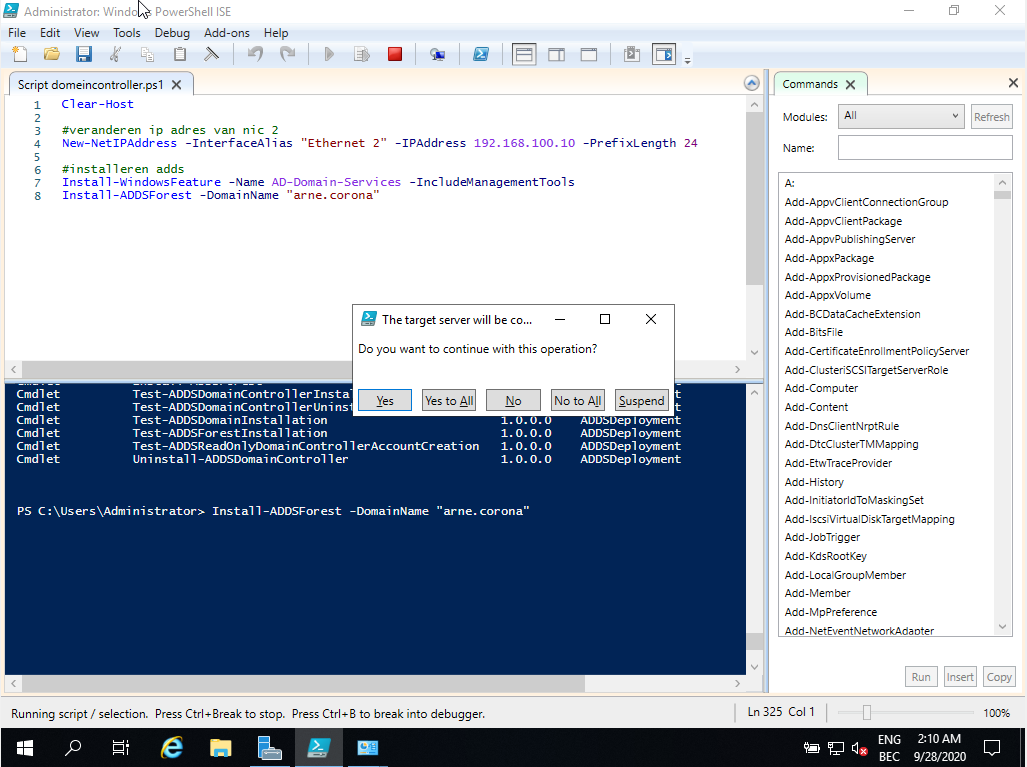 Administrator: Windows PowerShell ISE
File Edit View Tools Debug Add-ons Help
Script domeincontroller.ps1
1 Clear-Host
2
3 #veranderen ip adres van nic 2
4 New-NetIPAddress -InterfaceAlias "Ethernet 2" -IPAddress 192.168.100.10 -PrefixLength 24
5
6 #installeren adds
7 Install-WindowsFeature -Name AD-Domain-Services -IncludeManagementTools
8 Install-ADDSForest -DomainName "arne.corona"
The target server will be co...
Do you want to continue with this operation?
Yes Yes to All No No to All Suspend
Cmdlet Test-ADDSDomainControllerInsta t
Cmdlet Test-ADDSDomainControllerUninst t
Cmdlet Test-ADDSDomainInstallation 1.0.0.0 ADDSDeployment
Cmdlet Test-ADDSForestInstallation 1.0.0.0 ADDSDeployment
Cmdlet Test-ADDSReadOnlyDomainControllerAccountCreation 1.0.0.0 ADDSDeployment
Cmdlet Uninstall-ADDSDomainController 1.0.0.0 ADDSDeployment
PS C:\Users\Administrator> Install-ADDSForest -DomainName "arne.corona"
Commands
Modules: All Refresh
Name:
A:
Add-AppvClientConnectionGroup
Add-AppvClientPackage
Add-AppvPublishingServer
Add-AppxPackage
Add-AppxProvisionedPackage
Add-AppxVolume
Add-BCDataCacheExtension
Add-BitsFile
Add-CertificateEnrollmentPolicyServer
Add-ClusteriSCSITargetServerRole
Add-Computer
Add-Content
Add-DnsClientNrptRule
Add-DtcClusterTMMapping
Add-EtwTraceProvider
Add-History
Add-InitiatorIdToMaskingSet
Add-IscsiVirtualDiskTargetMapping
Add-JobTrigger
Add-KdsRootKey
Add-LocalGroupMember
Add-Member
Add-MpPreference
Add-NetEventNetworkAdapter
Run Insert Copy
Running script / selection. Press Ctrl+Break to stop. Press Ctrl+B to break into debugger.
Ln 325 Col 1
100%
ENG
BEC
2:10 AM
9/28/2020